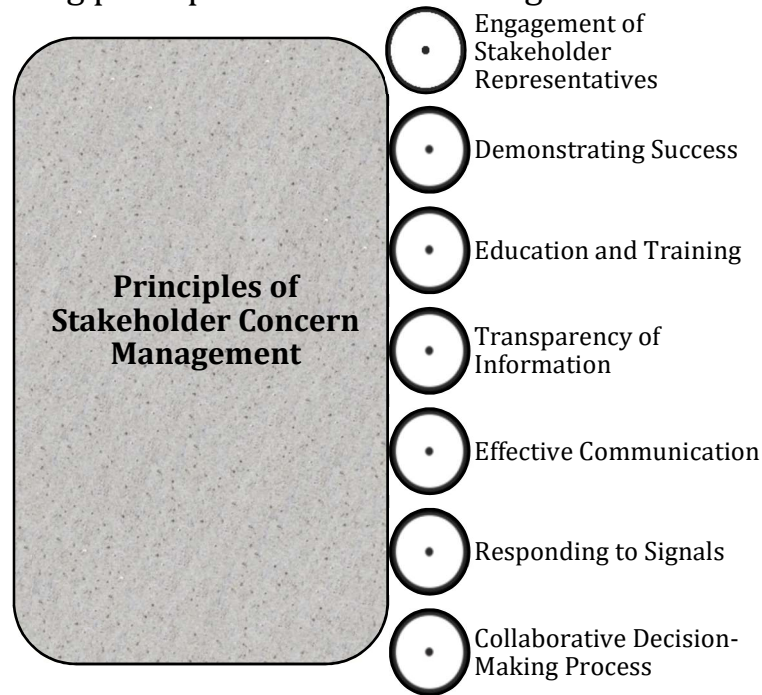 Engagement of
Stakeholder
Representatives
Demonstrating Success
Education and Training
Principles of
Stakeholder Concern
Management
Transparency of
Information
Effective Communication
Responding to Signals
Collaborative Decision-
Making Process